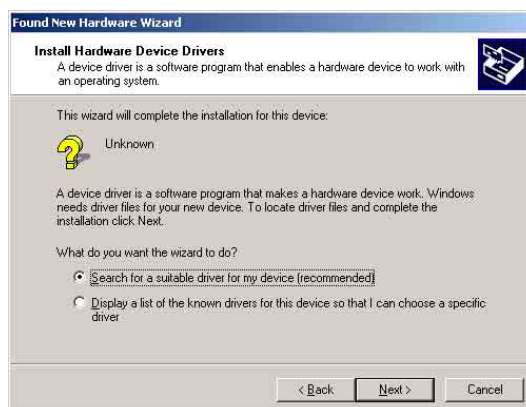 Found New Hardware Wizard
Install Hardware Device Drivers
A device driver is a software program that enables a hardware device to work with
an operating system.
This wizard will complete the installation for this device:
Unknown
A device driver is a software program that makes a hardware device work. Windows
needs driver files for your new device. To locate driver files and complete the
installation click Next.
What do you want the wizard to do?
Search for a suitable driver for my device (recommended)
Display a list of the known drivers for this device so that I can choose a specific
driver
< Back Next > Cancel